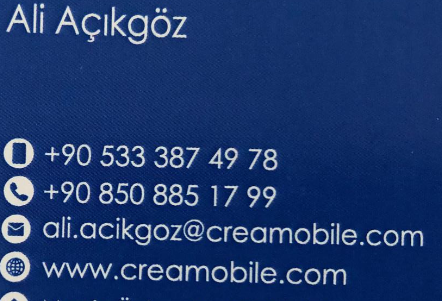 Ali Açıkgöz
+90 533 387 49 78
+90 850 885 17 99
ali.acikgoz@creamobile.com
www.creamobile.com